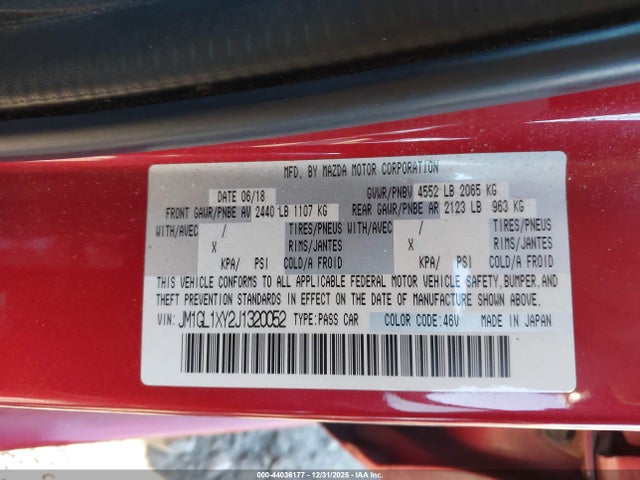 MFD. BY MAZDA MOTOR CORPORATION
DATE 06/18 GVWR/PNBV 4552 LB 2065 KG
FRONT GAWR/PNBE AV 2440 LB 1107 KG REAR GAWR/PNBE AR 2123 LB 963 KG
WITH/AVEC / TIRES/PNEUS WITH/AVEC / TIRES/PNEUS
X RIMS/JANTES X RIMS/JANTES
KPA/ PSI COLD/A FROID KPA/ PSI COLD/A FROID
THIS VEHICLE CONFORMS TO ALL APPLICABLE FEDERAL MOTOR VEHICLE SAFETY,BUMPER,AND
THEFT PREVENTION STANDARDS IN EFFECT ON THE DATE OF MANUFACTURE SHOWN ABOVE.
VIN: JM1GL1XY2J1320052 TYPE:PASS CAR COLOR CODE:46V MADE IN JAPAN
000-44036177 - 12/31/2025 - IAA Inc.